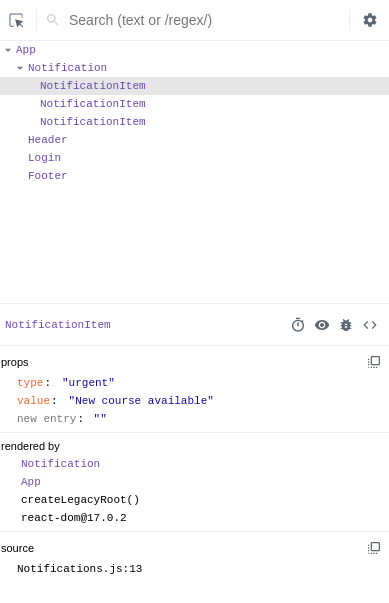 Search (text or /regex/)
App
Notification
NotificationItem
NotificationItem
NotificationItem
Header
Login
Footer
NotificationItem
props
type: "urgent"
value: "New course available"
new entry: ""
rendered by
Notification
App
createLegacyRoot()
react-dom@17.0.2
source
Notifications.js:13